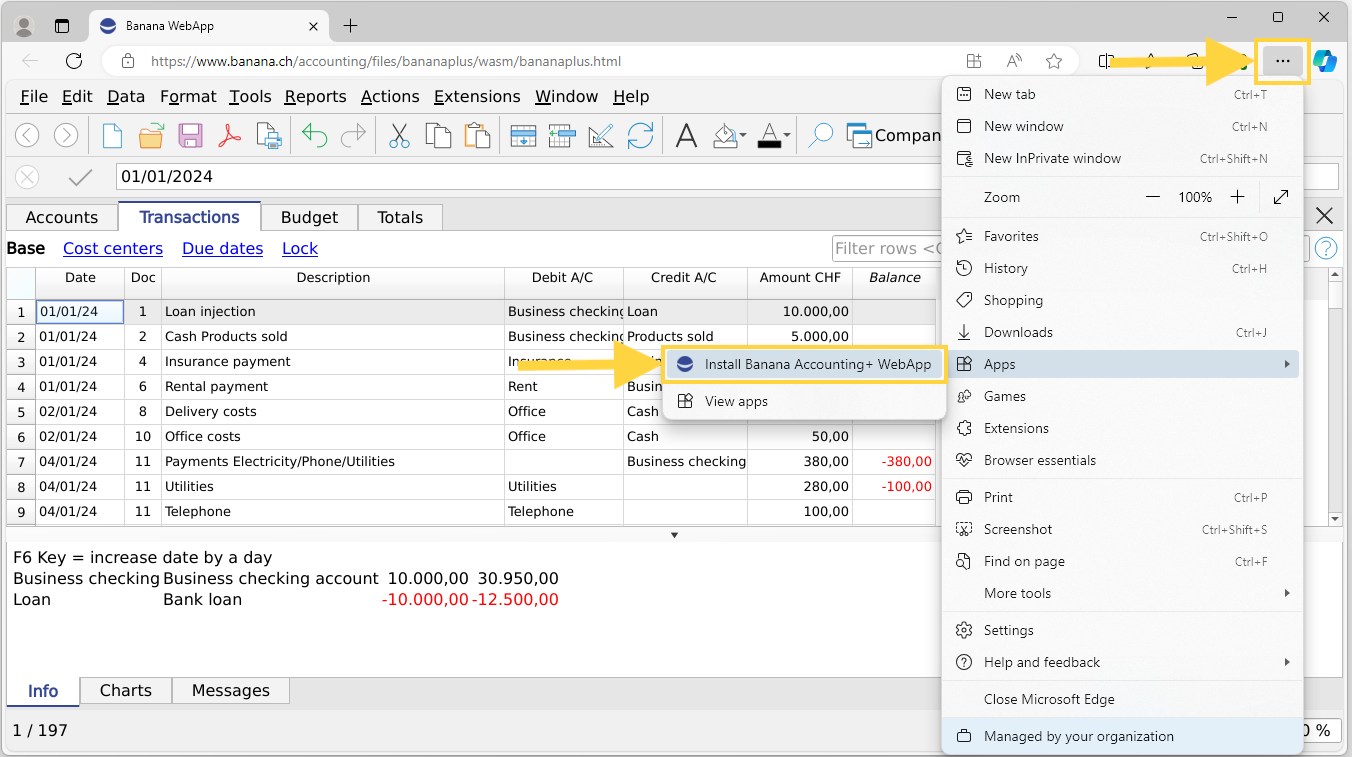 Banana WebApp
https://www.banana.ch/accounting/files/bananaplus/wasm/bananaplus.html
File Edit Data Format Tools Reports Actions Extensions Window Help
01/01/2024
Accounts Transactions Budget Totals
Base Cost centers Due dates Lock
Filter rows
Date Doc Description Debit A/C Credit A/C Amount CHF Balance
1 01/01/24 1 Loan injection Business checking Loan 10.000,00
2 01/01/24 2 Cash Products sold Business checking Products sold 5.000,00
3 01/01/24 4 Insurance payment Insurance
4 01/01/24 6 Rental payment Rent
5 02/01/24 8 Delivery costs Office Cash
6 02/01/24 10 Office costs Office Cash 50,00
7 04/01/24 11 Payments Electricity/Phone/Utilities Business checking 380,00 -380,00
8 04/01/24 11 Utilities Utilities 280,00 -100,00
9 04/01/24 11 Telephone Telephone 100,00
F6 Key = increase date by a day
Business checking Business checking account 10.000,00 30.950,00
Loan Bank loan -10.000,00 -12.500,00
Info Charts Messages
1 / 197
Install Banana Accounting+ WebApp
View apps
New tab Ctrl+T
New window Ctrl+N
New InPrivate window Ctrl+Shift+N
Zoom 100%
Favorites Ctrl+Shift+O
History Ctrl+H
Shopping
Downloads Ctrl+J
Apps
Games
Extensions
Browser essentials
Print Ctrl+P
Screenshot Ctrl+Shift+S
Find on page Ctrl+F
More tools
Settings
Help and feedback
Close Microsoft Edge
Managed by your organization